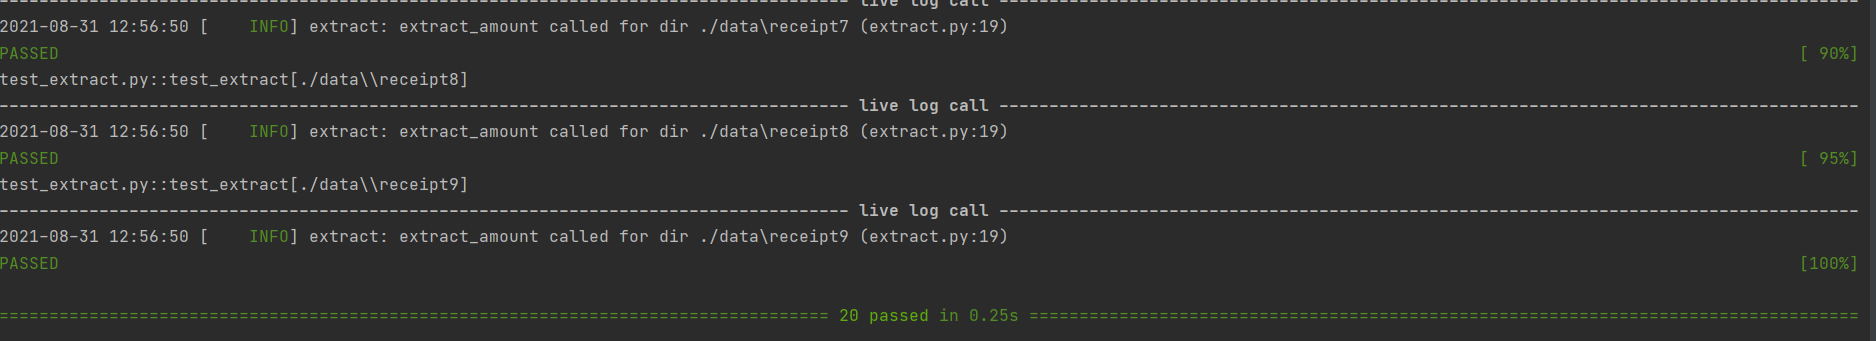 --------------------------------------------------------------------------------------- live log call ---------------------------------------------------------------------------------------
2021-08-31 12:56:50 [    INFO] extract: extract_amount called for dir ./data\receipt7 (extract.py:19)
PASSED [ 90%]
test_extract.py::test_extract[./data\\receipt8]
--------------------------------------------------------------------------------------- live log call ---------------------------------------------------------------------------------------
2021-08-31 12:56:50 [    INFO] extract: extract_amount called for dir ./data\receipt8 (extract.py:19)
PASSED [ 95%]
test_extract.py::test_extract[./data\\receipt9]
--------------------------------------------------------------------------------------- live log call ---------------------------------------------------------------------------------------
2021-08-31 12:56:50 [    INFO] extract: extract_amount called for dir ./data\receipt9 (extract.py:19)
PASSED [100%]
===================================================================================== 20 passed in 0.25s =====================================================================================